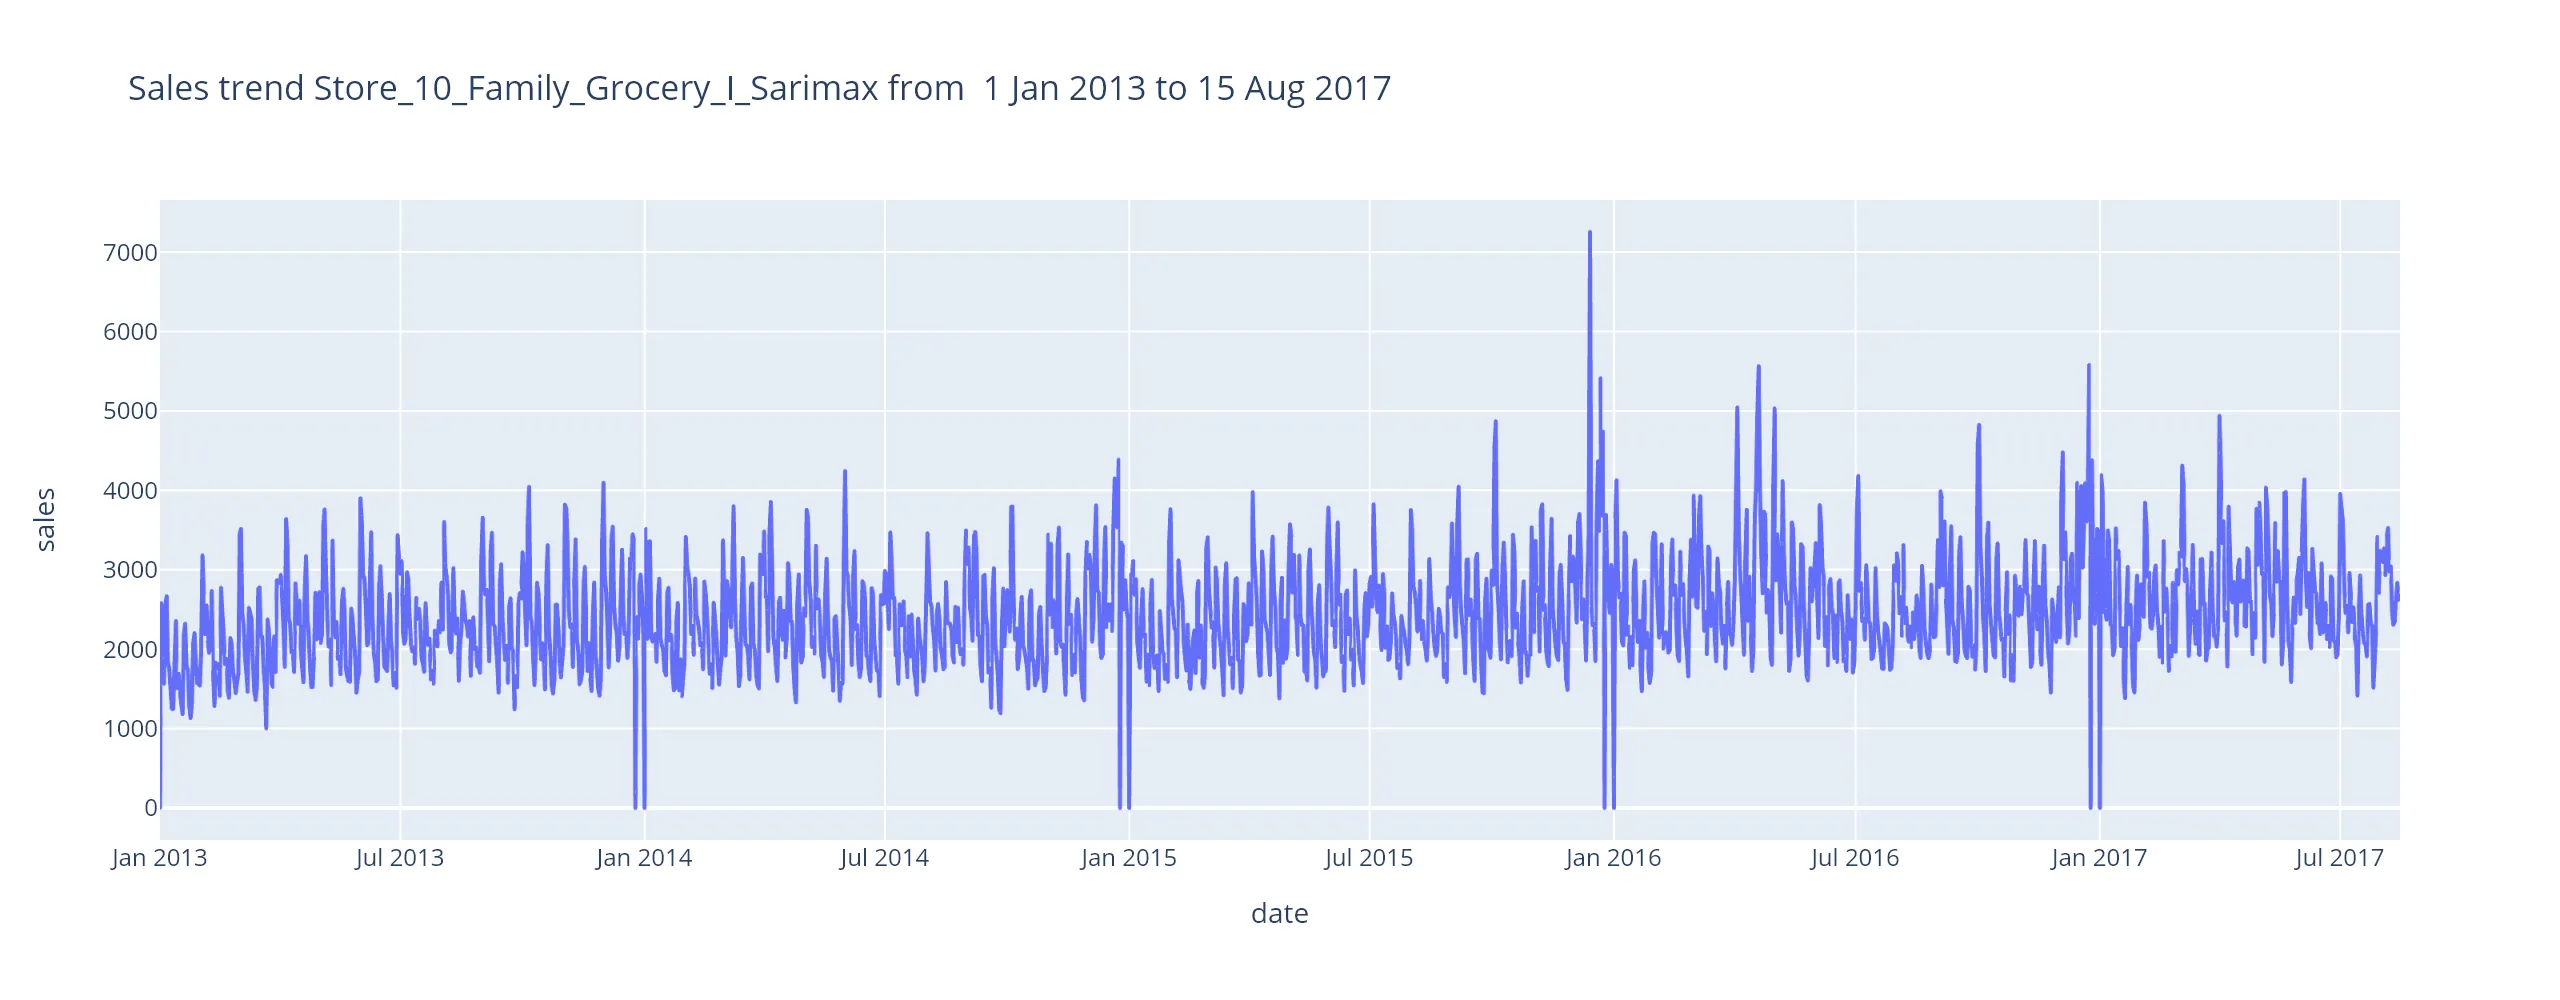 Sales trend Store_10_Family_Grocery_I_Sarimax from  1 Jan 2013 to 15 Aug 2017
sales
7000
6000
5000
4000
3000
2000
1000
0
Jan 2013 Jul 2013 Jan 2014 Jul 2014 Jan 2015 Jul 2015 Jan 2016 Jul 2016 Jan 2017 Jul 2017
date